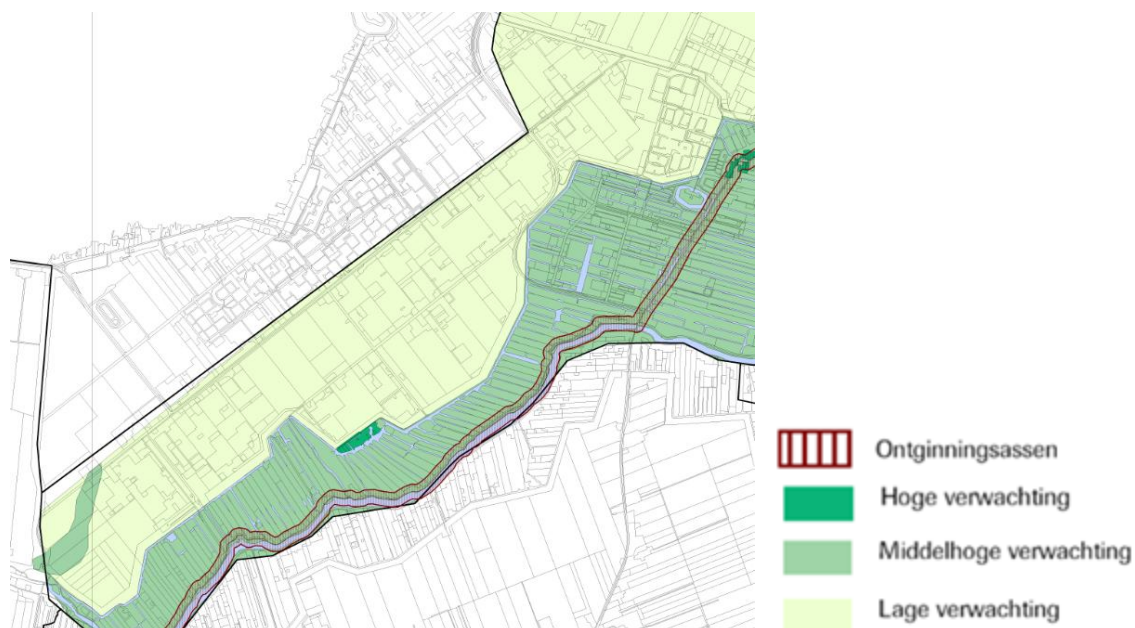 Ontginningsassen
Hoge verwachting
Middelhoge verwachting
Lage verwachting